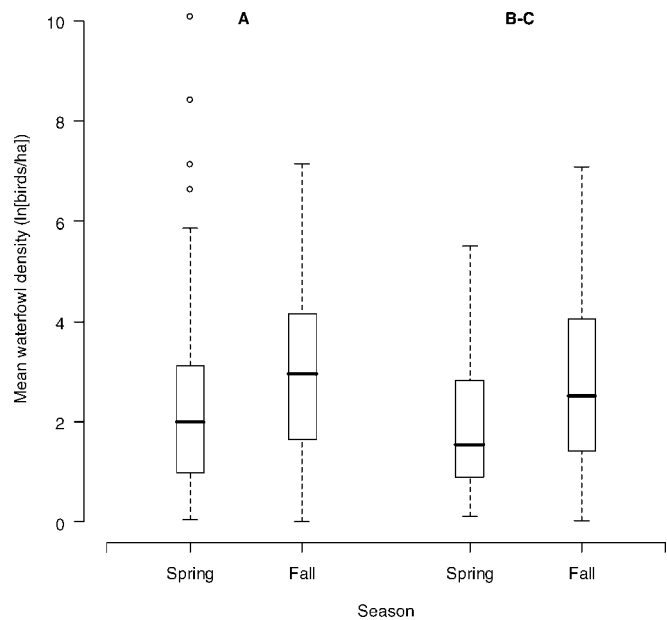 A B-C
10
8
6
4
2
0
Mean waterfowl density (ln[birds/ha])
Spring Fall Spring Fall
Season